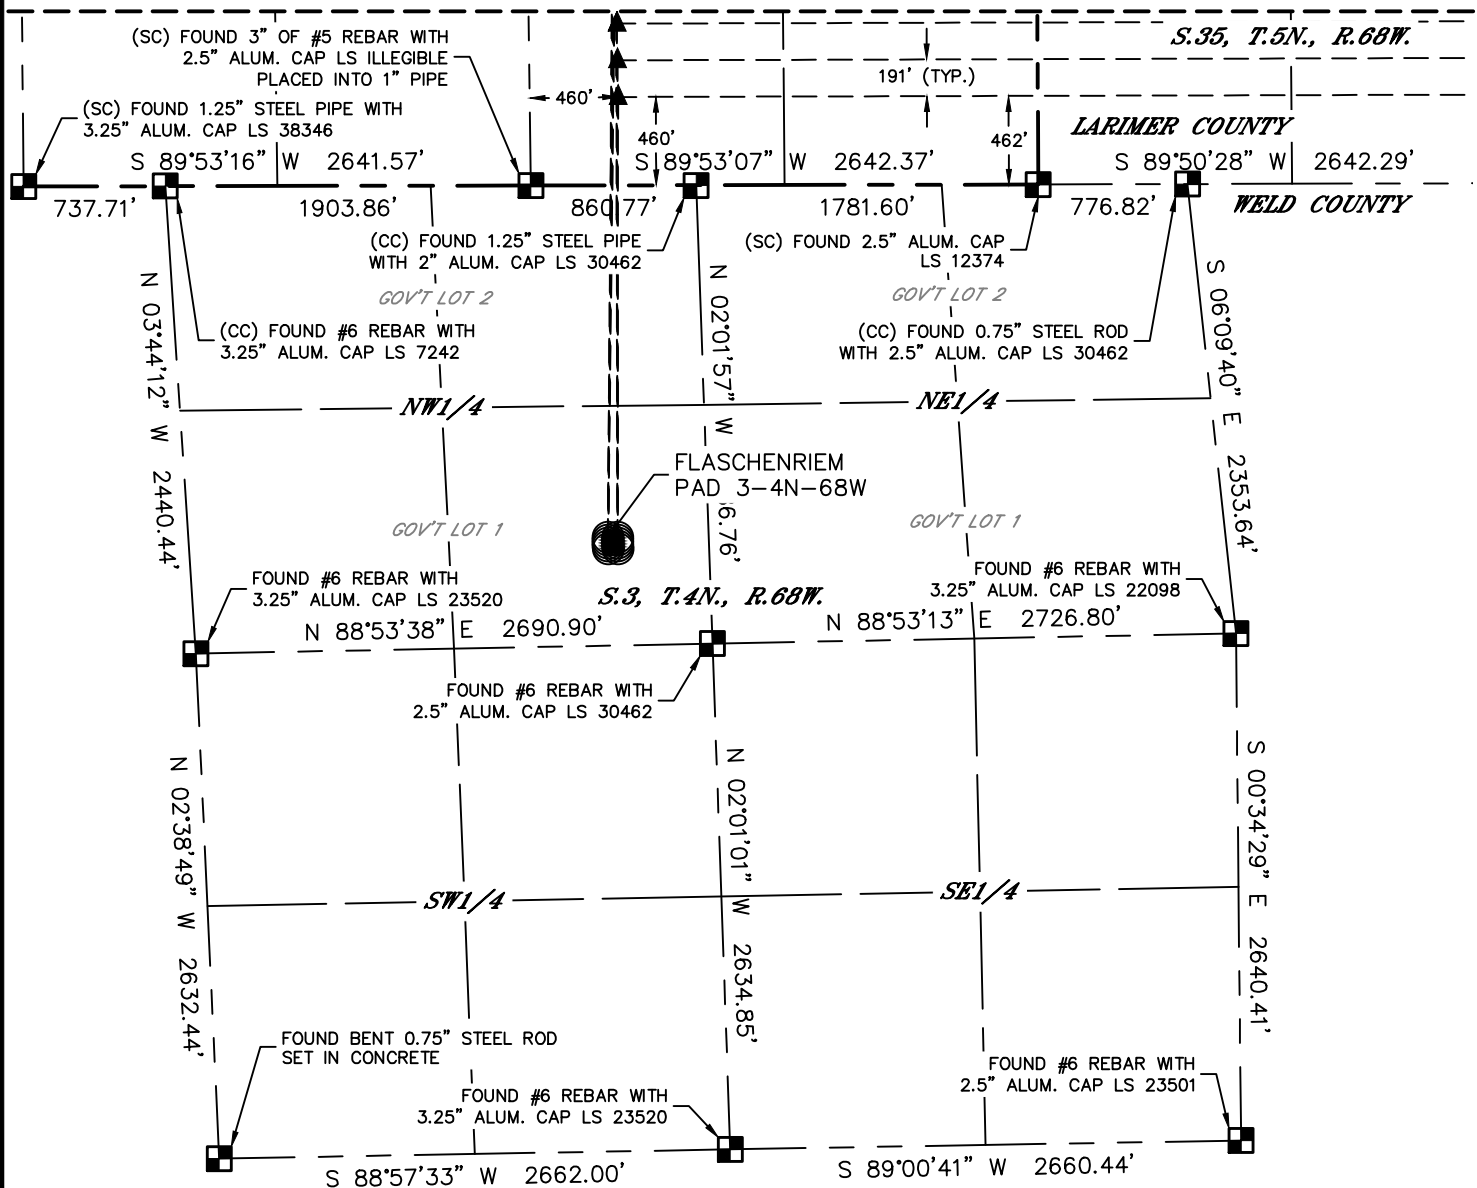 S.35, T.5N., R.68W.
(SC) FOUND 3" OF #5 REBAR WITH
2.5" ALUM. CAP LS ILLEGIBLE
PLACED INTO 1" PIPE
191' (TYP.)
460'
(SC) FOUND 1.25" STEEL PIPE WITH
3.25" ALUM. CAP LS 38346
460'
462'
LARIMER COUNTY
S 89°53'16" W 2641.57'
S 89°53'07" W 2642.37'
S 89°50'28" W 2642.29'
737.71'
1903.86'
860.77'
1781.60'
776.82'
WELD COUNTY
(CC) FOUND 1.25" STEEL PIPE
WITH 2" ALUM. CAP LS 30462
(SC) FOUND 2.5" ALUM. CAP
LS 12374
GOV'T LOT 2
GOV'T LOT 2
(CC) FOUND #6 REBAR WITH
3.25" ALUM. CAP LS 7242
(CC) FOUND 0.75" STEEL ROD
WITH 2.5" ALUM. CAP LS 30462
N 03°44'12" W 2440.44'
N 02°01'57" W 6.76'
S 06°09'40" E 2353.64'
NW1/4
NE1/4
FLASCHENRIEM
PAD 3-4N-68W
GOV'T LOT 1
GOV'T LOT 1
FOUND #6 REBAR WITH
3.25" ALUM. CAP LS 23520
FOUND #6 REBAR WITH
3.25" ALUM. CAP LS 22098
S.3, T.4N., R.68W.
N 88°53'38" E 2690.90'
N 88°53'13" E 2726.80'
FOUND #6 REBAR WITH
2.5" ALUM. CAP LS 30462
N 02°38'49" W 2632.44'
N 02°01'01" W 2634.85'
S 00°34'29" E 2640.41'
SW1/4
SE1/4
FOUND BENT 0.75" STEEL ROD
SET IN CONCRETE
FOUND #6 REBAR WITH
3.25" ALUM. CAP LS 23520
FOUND #6 REBAR WITH
2.5" ALUM. CAP LS 23501
S 88°57'33" W 2662.00'
S 89°00'41" W 2660.44'